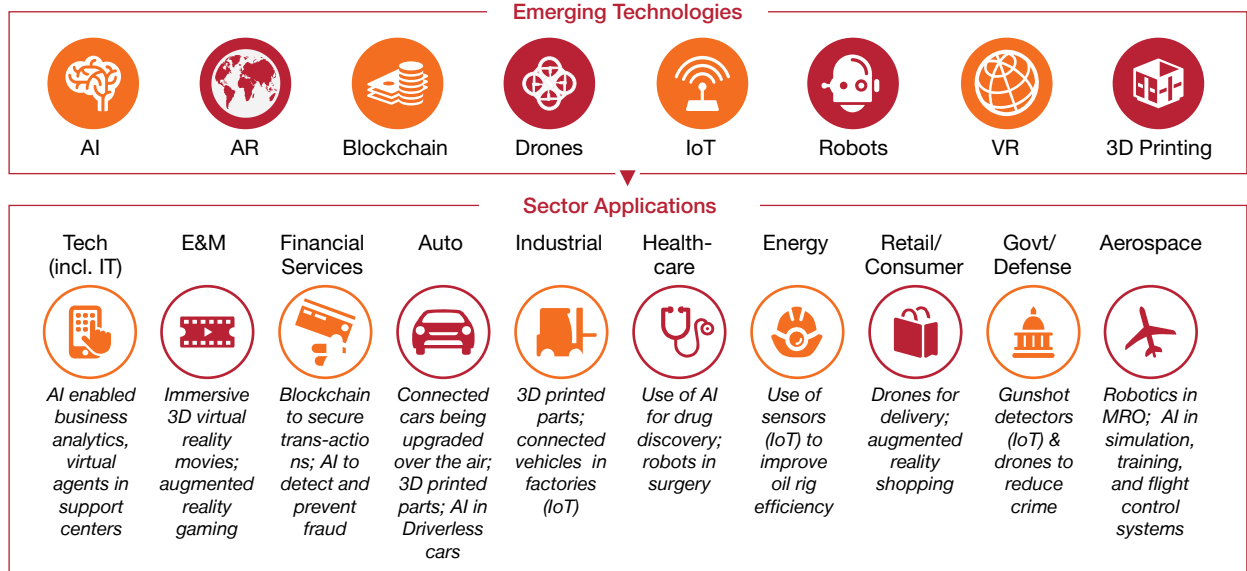 Emerging Technologies
AI
AR
Blockchain
Drones
IoT
Robots
VR
3D Printing
Sector Applications
Tech
(incl. IT)
AI enabled
business
analytics,
virtual
agents in
support
centers
E&M
Immersive
3D virtual
reality
movies;
augmented
reality
gaming
Financial
Services
Blockchain
to secure
trans-actio
ns; AI to
detect and
prevent
fraud
Auto
Connected
cars being
upgraded
over the air;
3D printed
parts; AI in
Driverless
cars
Industrial
3D printed
parts;
connected
vehicles in
factories
(IoT)
Health-
care
Use of AI
for drug
discovery;
robots in
surgery
Energy
Use of
sensors
(IoT) to
improve
oil rig
efficiency
Retail/
Consumer
Drones for
delivery;
augmented
reality
shopping
Govt/
Defense
Gunshot
detectors
(IoT) &
drones to
reduce
crime
Aerospace
Robotics in
MRO; AI in
simulation,
training,
and flight
control
systems